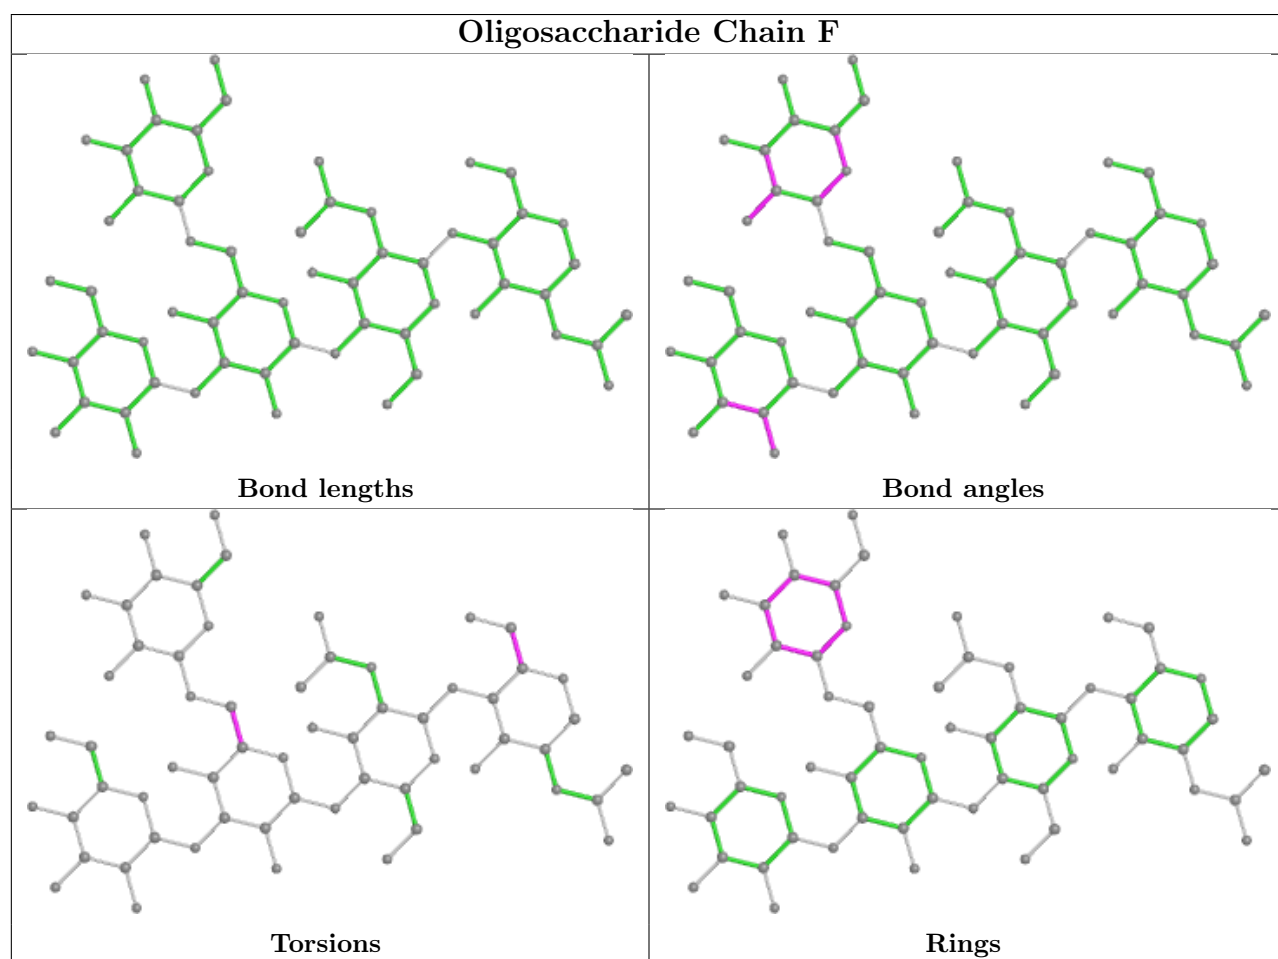 Oligosaccharide Chain F
Bond lengths
Bond angles
Torsions
Rings